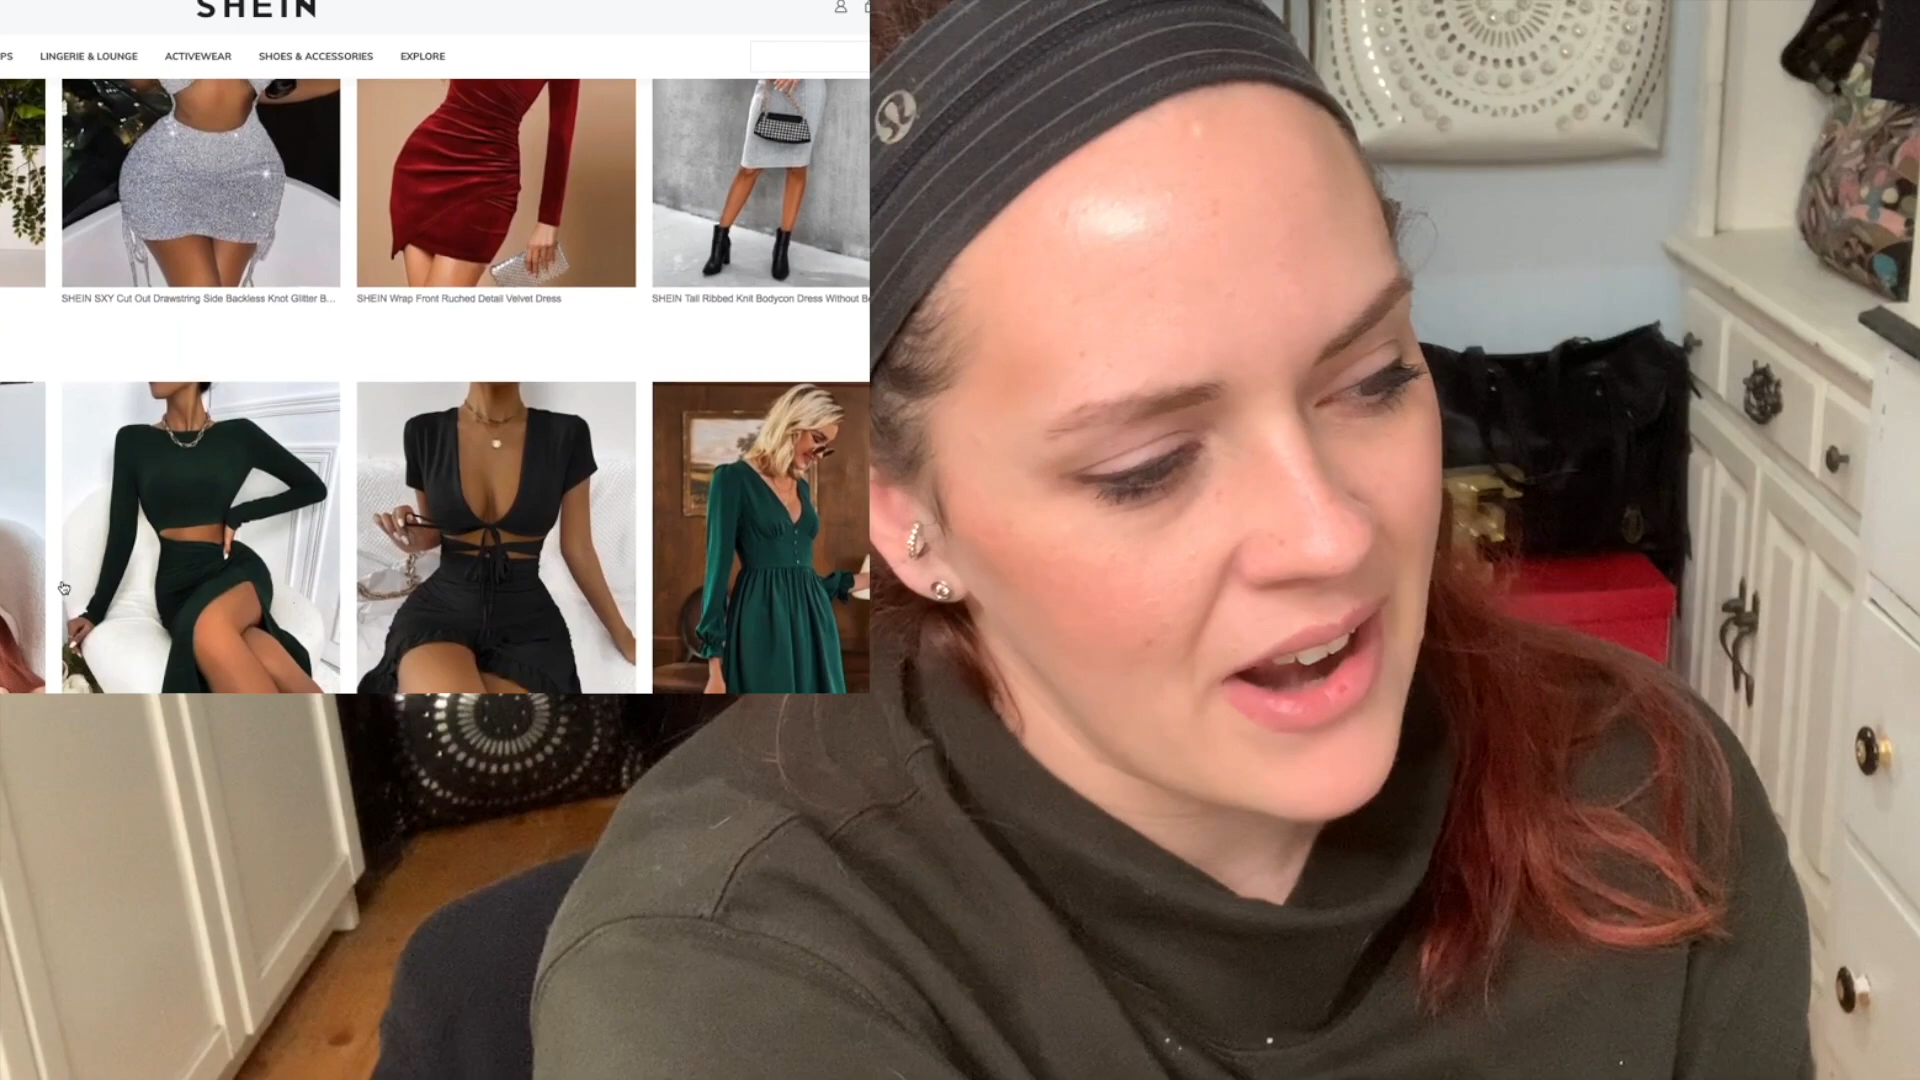 SHEIN
PS LINGERIE & LOUNGE ACTIVEWEAR SHOES & ACCESSORIES EXPLORE
SHEIN SXY Cut Out Drawstring Side Backless Knot Glitter B... SHEIN Wrap Front Ruched Detail Velvet Dress SHEIN Tall Ribbed Knit Bodycon Dress Without B